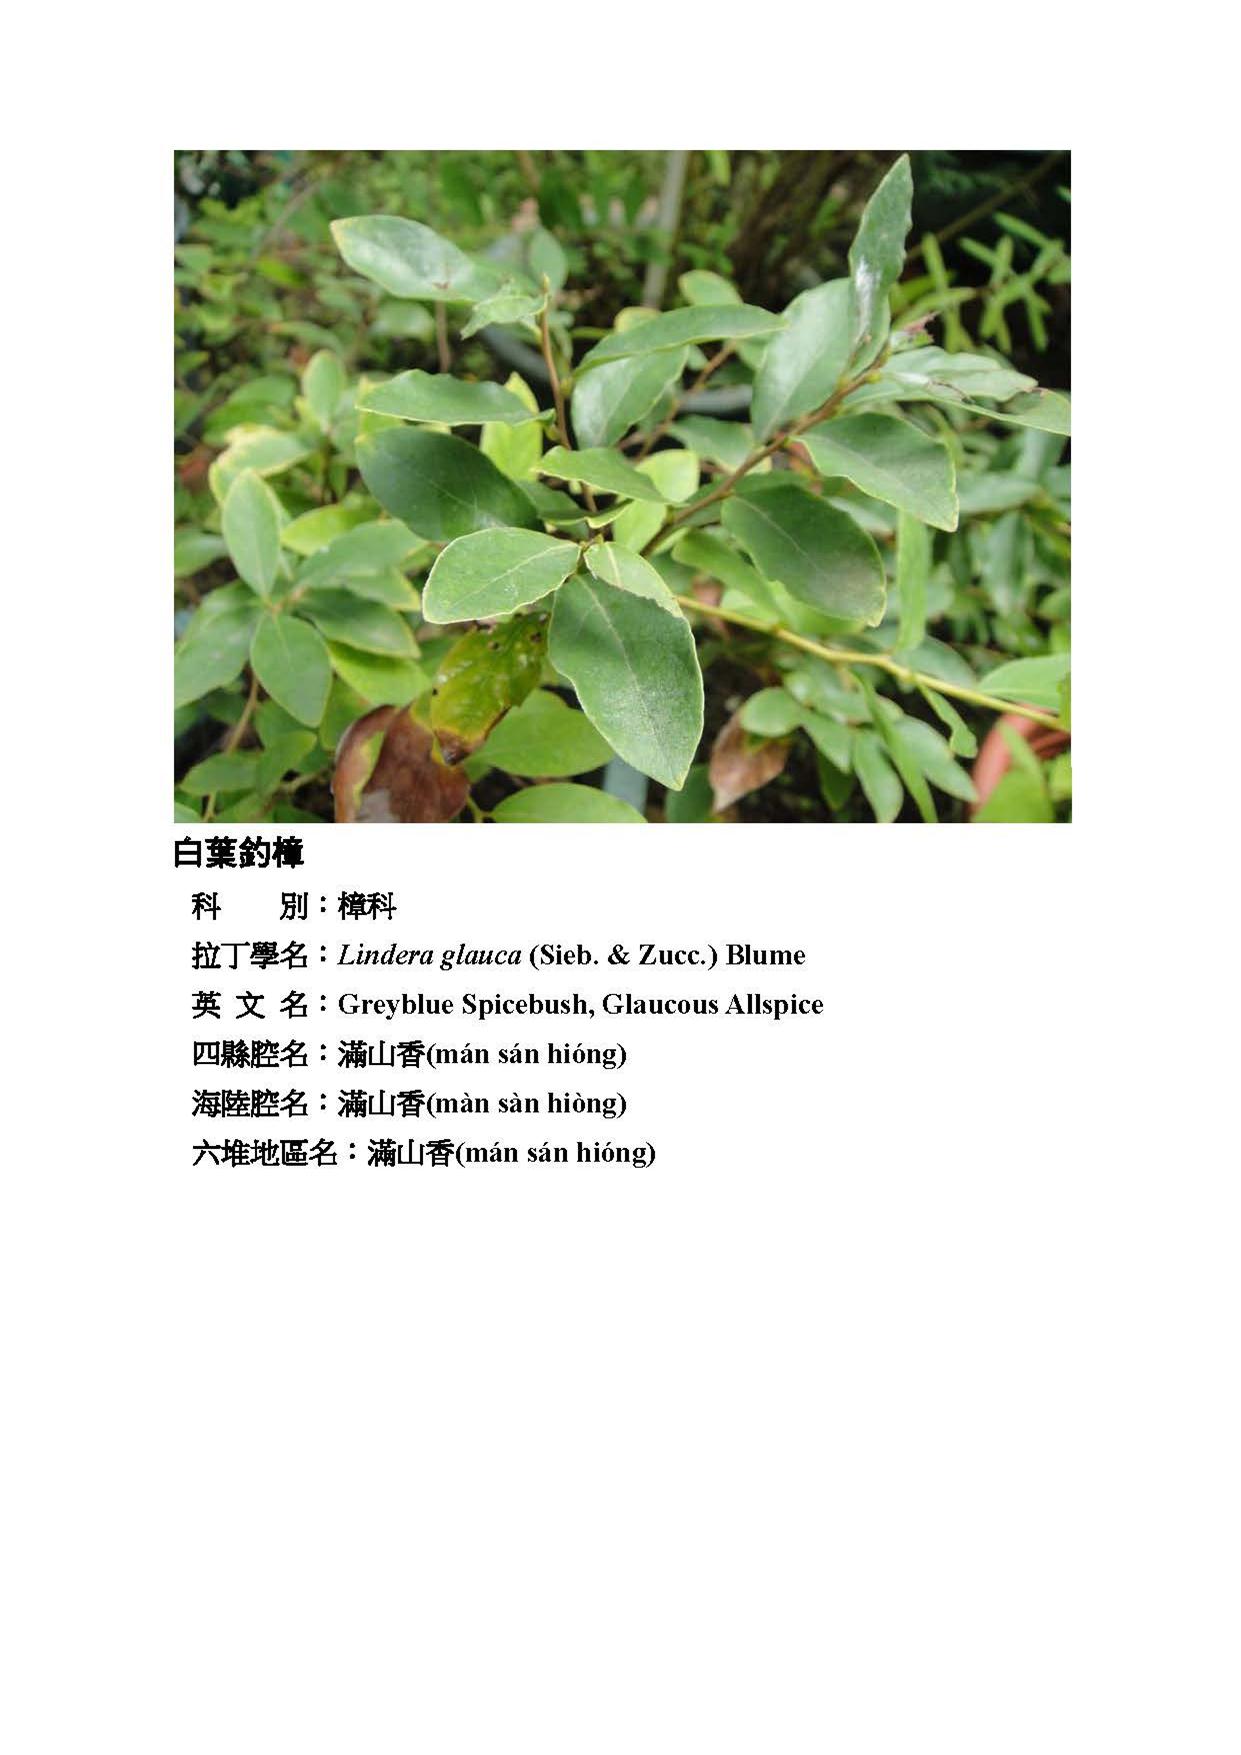 白葉釣樟
科　　別：樟科
拉丁學名：Lindera glauca (Sieb. & Zucc.) Blume
英 文 名：Greyblue Spicebush, Glaucous Allspice
四縣腔名：滿山香(mán sán hióng)
海陸腔名：滿山香(màn sàn hiòng)
六堆地區名：滿山香(mán sán hióng)